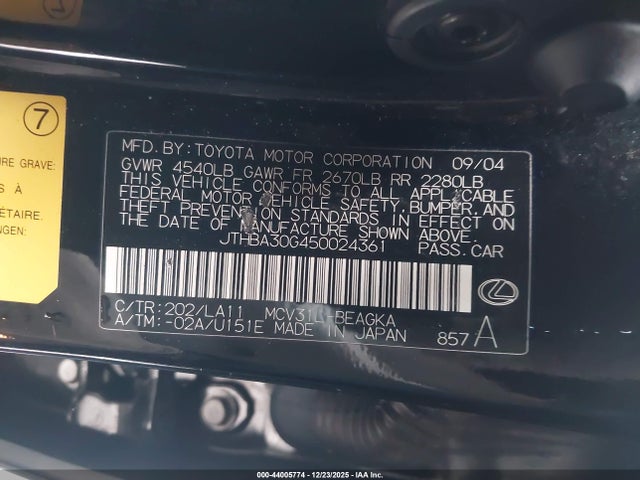 7
URE GRAVE:
ÉTAIRE.
NGEN:
MFD. BY: TOYOTA MOTOR CORPORATION 09/04
GVWR 4540LB GAWR FR 2670LB RR 2280LB
THIS VEHICLE CONFORMS TO ALL APPLICABLE
FEDERAL MOTOR VEHICLE SAFETY, BUMPER, AND
THEFT PREVENTION STANDARDS IN EFFECT ON
THE DATE OF MANUFACTURE SHOWN ABOVE.
JTHBA30G450024361 PASS. CAR
C/TR: 202/LA11 MCV31L-BEAGKA
A/TM: -02A/U151E MADE IN JAPAN 857 A
000-44005774 - 12/23/2025 - IAA Inc.